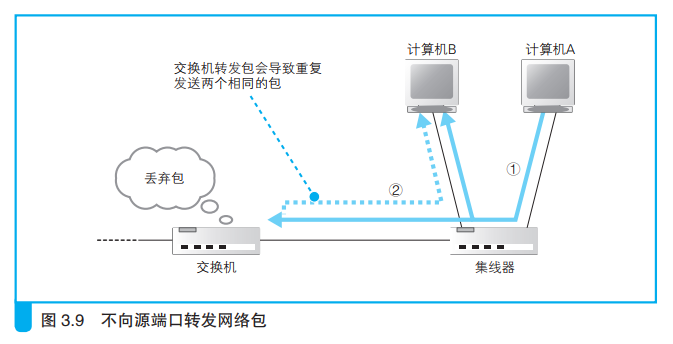 计算机B
计算机A
交换机转发包会导致重复
发送两个相同的包
①
丢弃包
②
交换机
集线器
图 3.9 不向源端口转发网络包